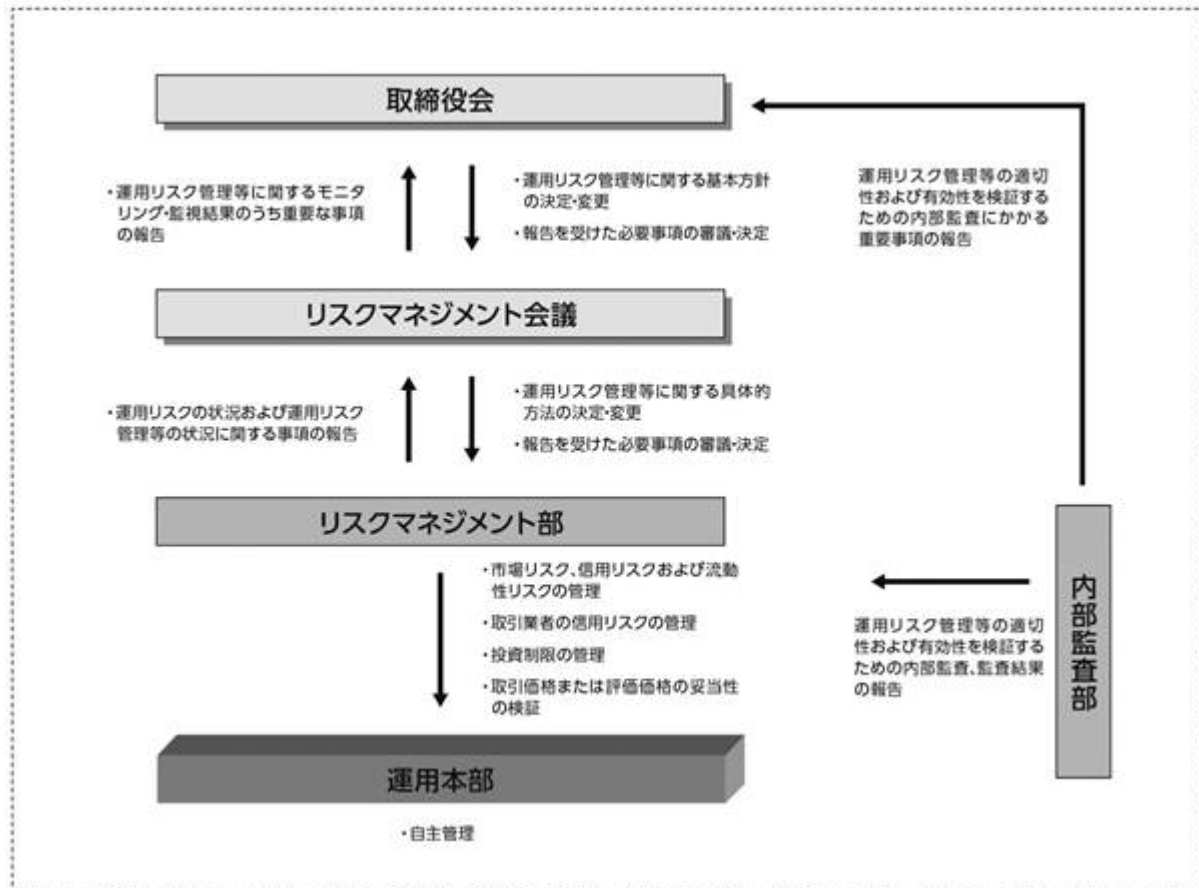 取締役会
・運用リスク管理等に関するモニタ
リング・監視結果のうち重要な事項
の報告
・運用リスク管理等に関する基本方針
の決定・変更
・報告を受けた必要事項の審議・決定
運用リスク管理等の適切
性および有効性を検証する
ための内部監査にかかる
重要事項の報告
リスクマネジメント会議
・運用リスクの状況および運用リスク
管理等の状況に関する事項の報告
・運用リスク管理等に関する具体的
方法の決定・変更
・報告を受けた必要事項の審議・決定
リスクマネジメント部
・市場リスク、信用リスクおよび流動
性リスクの管理
・取引業者の信用リスクの管理
・投資制限の管理
・取引価格または評価価格の妥当性
の検証
運用リスク管理等の適切
性および有効性を検証する
ための内部監査、監査結果
の報告
内部監査部
運用本部
・自主管理